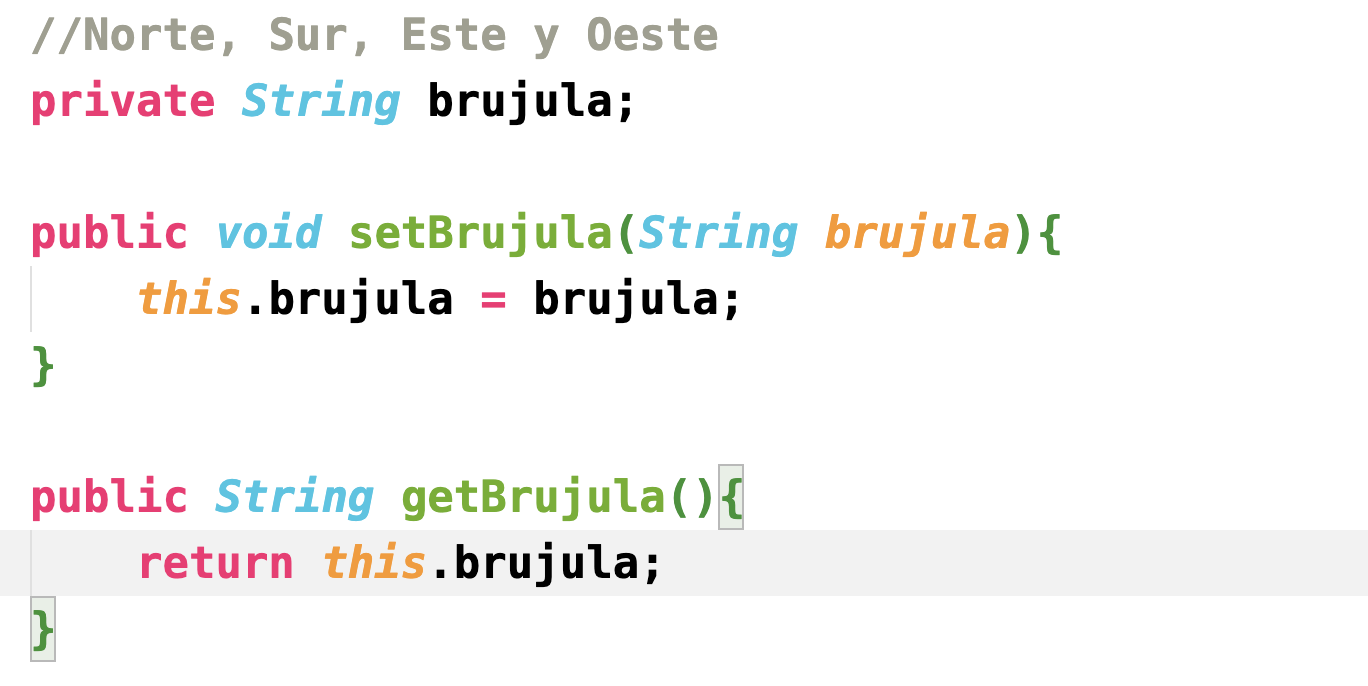 //Norte, Sur, Este y Oeste
private String brujula;
public void setBrujula(String brujula){
    this.brujula = brujula;
}
public String getBrujula(){
    return this.brujula;
}